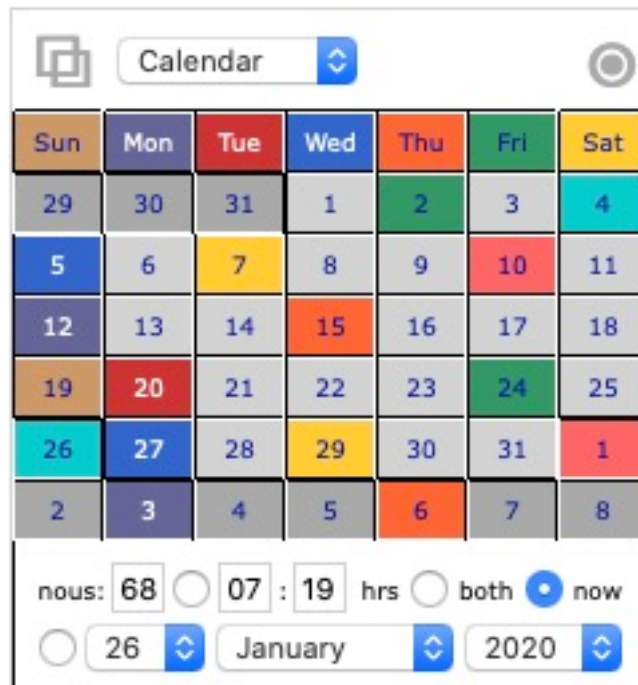 Calendar
Sun Mon Tue Wed Thu Fri Sat
29 30 31 1 2 3 4
5 6 7 8 9 10 11
12 13 14 15 16 17 18
19 20 21 22 23 24 25
26 27 28 29 30 31 1
2 3 4 5 6 7 8
nous: 68 07 : 19 hrs both now
26 January 2020